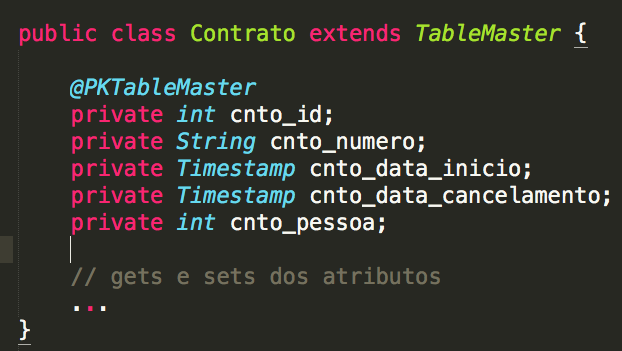 public class Contrato extends TableMaster {
@PKTableMaster
private int cnto_id;
private String cnto_numero;
private Timestamp cnto_data_inicio;
private Timestamp cnto_data_cancelamento;
private int cnto_pessoa;
// gets e sets dos atributos
...
}